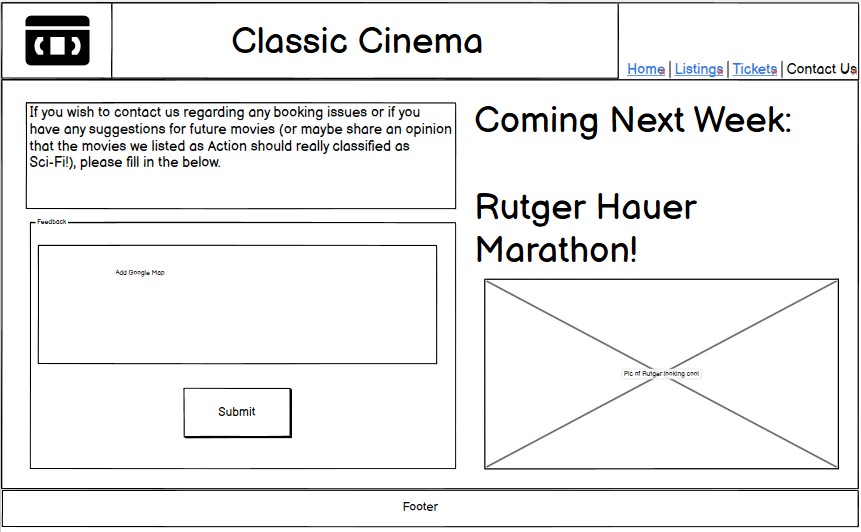 Classic Cinema
Home | Listings | Tickets | Contact Us
If you wish to contact us regarding any booking issues or if you
have any suggestions for future movies (or maybe share an opinion
that the movies we listed as Action should really classified as
Sci-Fi!), please fill in the below.
Feedback
Add Google Map
Submit
Coming Next Week:
Rutger Hauer
Marathon!
Pic of Rutger looking cool
Footer